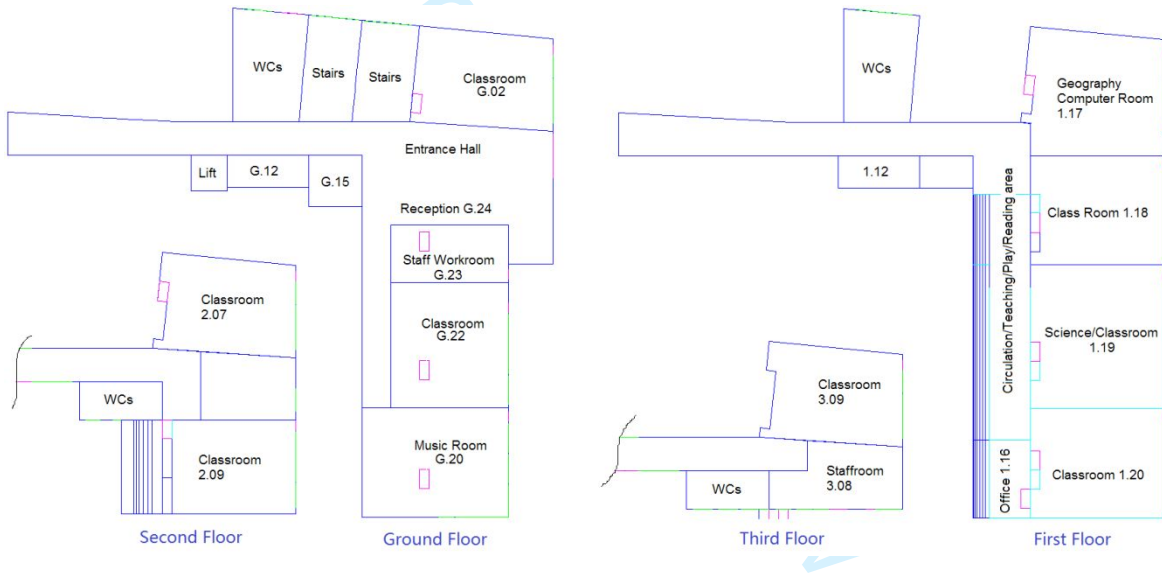 WCs
Stairs
Stairs
Classroom
G.02
Entrance Hall
Lift
G.12
G.15
Reception G.24
Staff Workroom
G.23
Classroom
G.22
Music Room
G.20
Ground Floor
Classroom
2.07
WCs
Classroom
2.09
Second Floor
WCs
Geography
Computer Room
1.17
1.12
Class Room 1.18
Circulation/Teaching/Play/Reading area
Science/Classroom
1.19
Office 1.16
Classroom 1.20
First Floor
Classroom
3.09
Staffroom
3.08
WCs
Third Floor